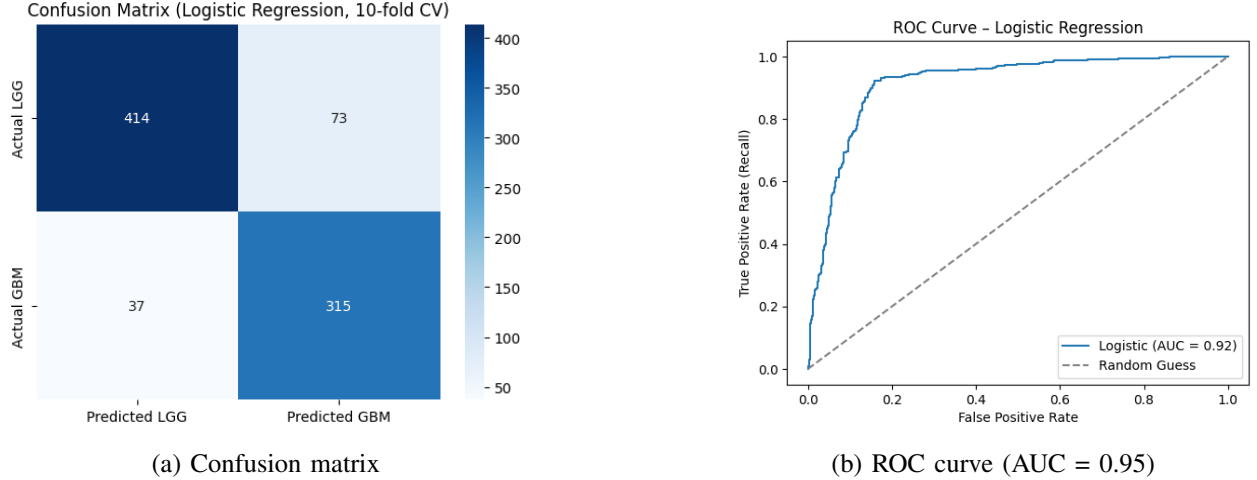 Confusion Matrix (Logistic Regression, 10-fold CV)
Actual LGG
Actual GBM
414
73
37
315
Predicted LGG
Predicted GBM
400
350
300
250
200
150
100
50
(a) Confusion matrix
ROC Curve – Logistic Regression
True Positive Rate (Recall)
1.0
0.8
0.6
0.4
0.2
0.0
Logistic (AUC = 0.92)
Random Guess
0.0
0.2
0.4
0.6
0.8
1.0
False Positive Rate
(b) ROC curve (AUC = 0.95)